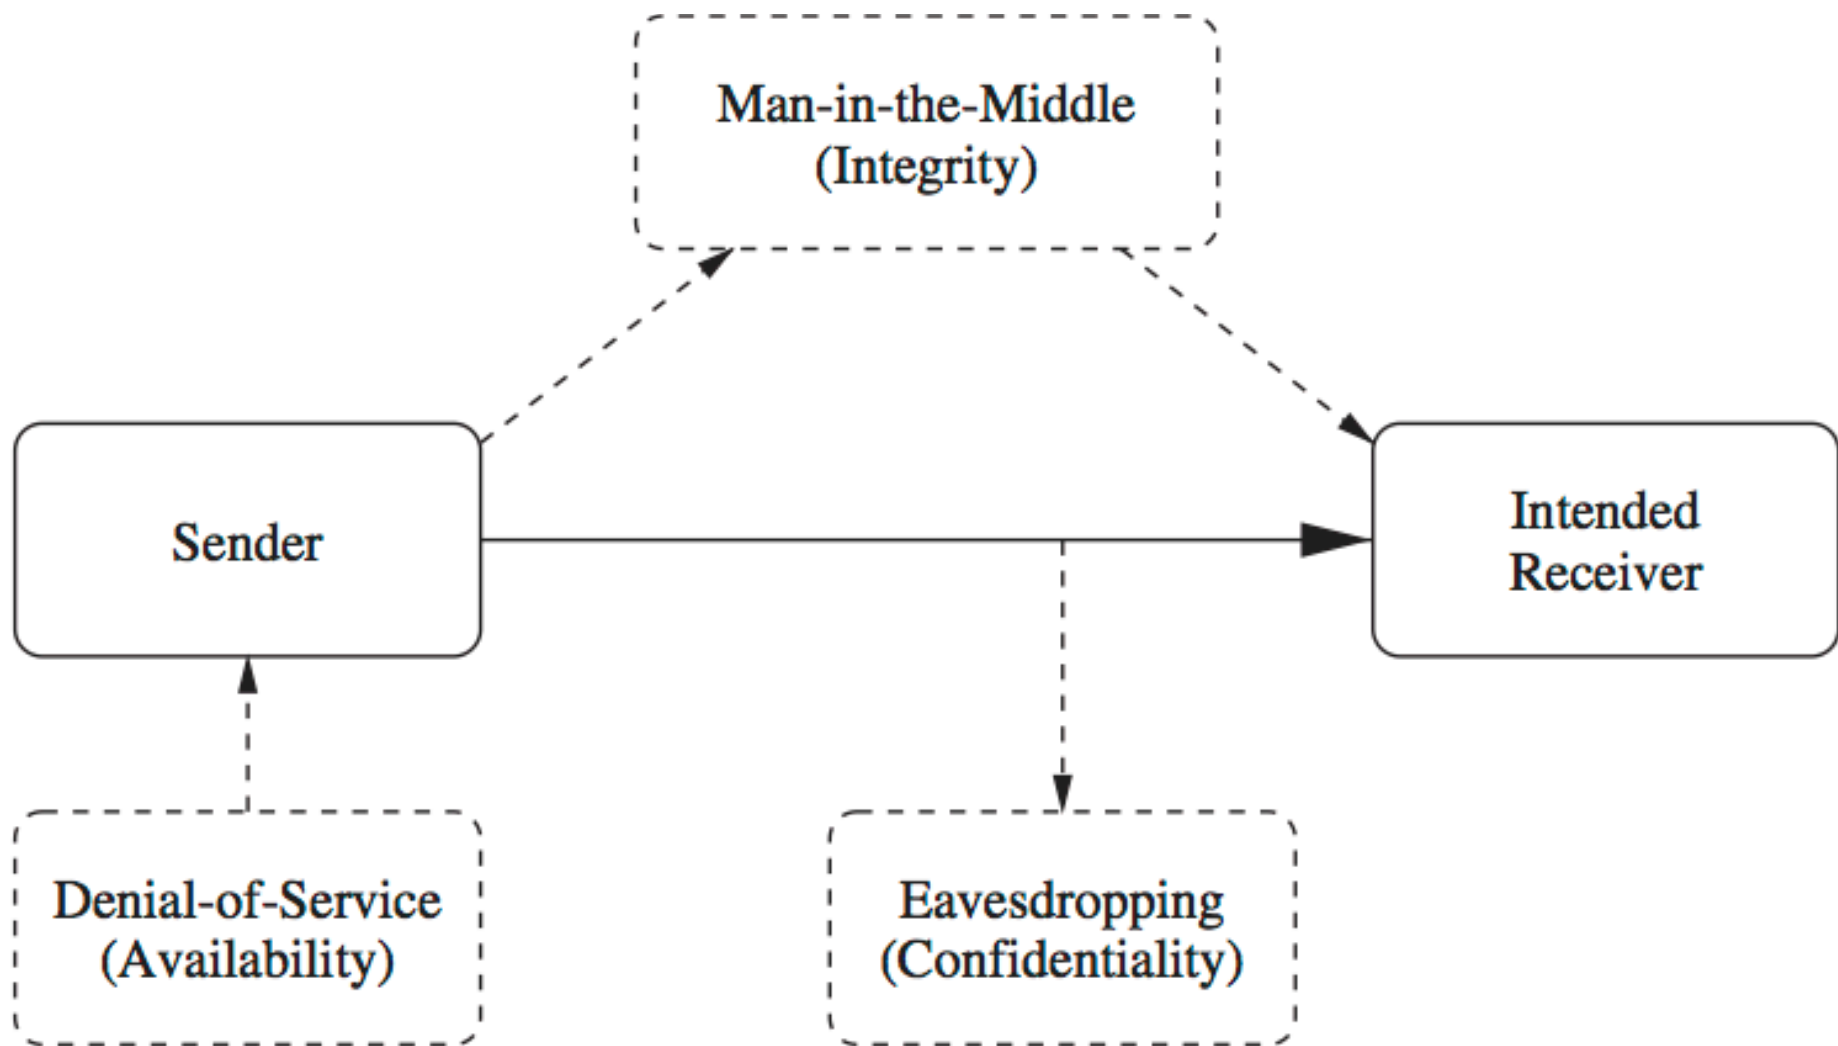 Man-in-the-Middle
(Integrity)
Sender
Intended
Receiver
Denial-of-Service
(Availability)
Eavesdropping
(Confidentiality)